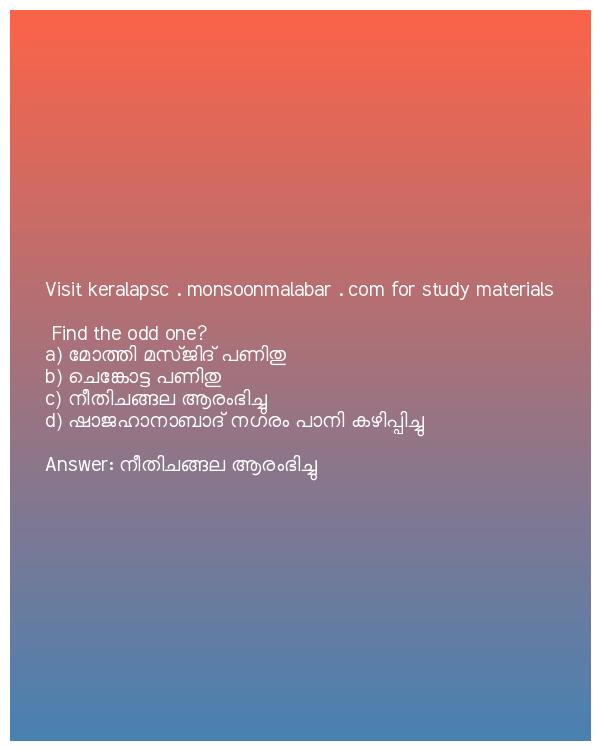 Visit keralapsc . monsoonmalabar . com for study materials
Find the odd one?
a) മോത്തി മസ്ജിദ് പണിതു
b) ചെങ്കോട്ട പണിതു
c) നീതിചങ്ങല ആരംഭിച്ചു
d) ഷാജഹാനാബാദ് നഗരം പാനി കഴിപ്പിച്ചു
Answer: നീതിചങ്ങല ആരംഭിച്ചു